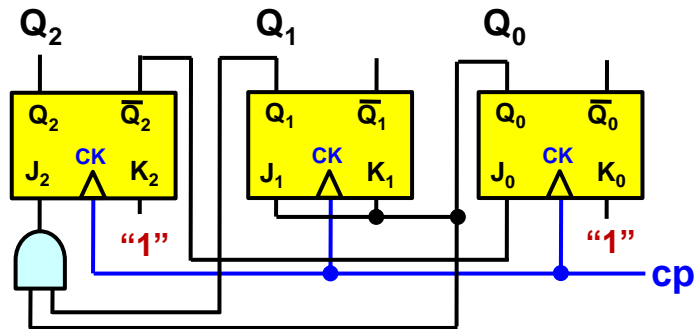 Q₂ Q₁ Q₀
Q₂ Q̅₂ Q₁ Q̅₁ Q₀ Q̅₀
CK CK CK
J₂ K₂ J₁ K₁ J₀ K₀
“1” “1”
cp